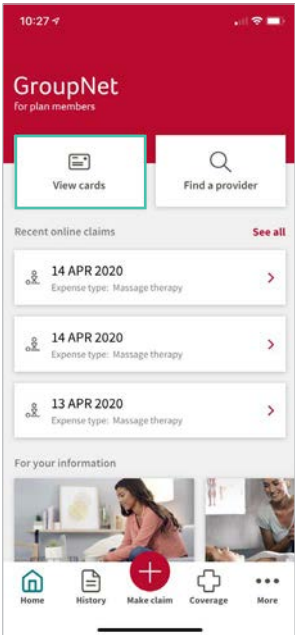 10:27
GroupNet
for plan members
View cards
Find a provider
Recent online claims
See all
14 APR 2020
Expense type: Massage therapy
14 APR 2020
Expense type: Massage therapy
13 APR 2020
Expense type: Massage therapy
For your information
Home
History
Make claim
Coverage
More